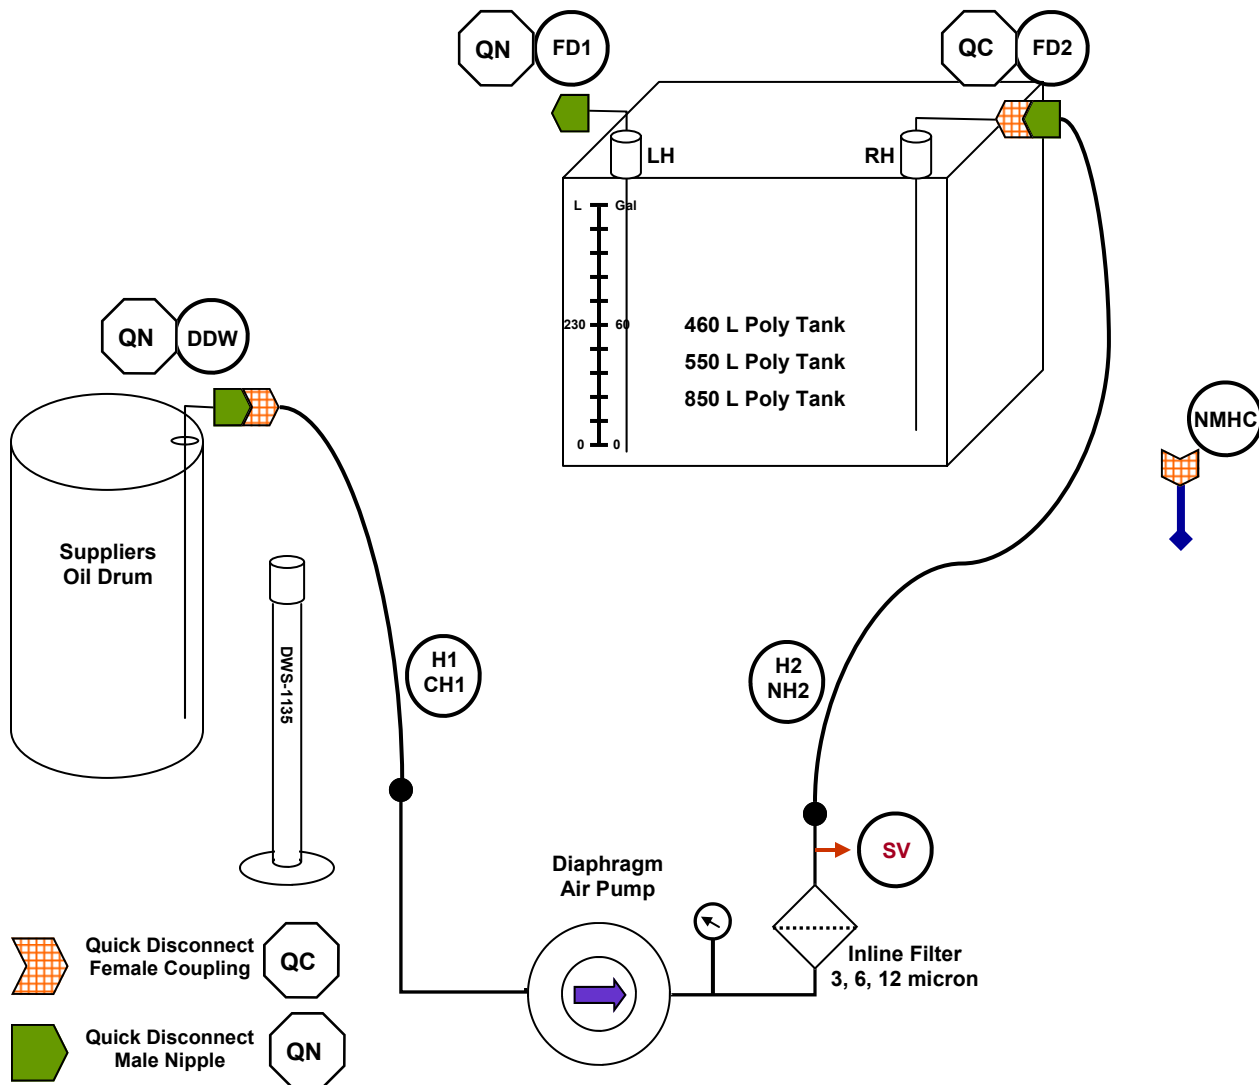 QN
FD1
QC
FD2
LH
RH
L
Gal
230
60
0
0
460 L Poly Tank
550 L Poly Tank
850 L Poly Tank
QN
DDW
NMHC
Suppliers
Oil Drum
DWS-1135
H1
CH1
H2
NH2
SV
Diaphragm
Air Pump
Inline Filter
3, 6, 12 micron
Quick Disconnect
Female Coupling
QC
Quick Disconnect
Male Nipple
QN